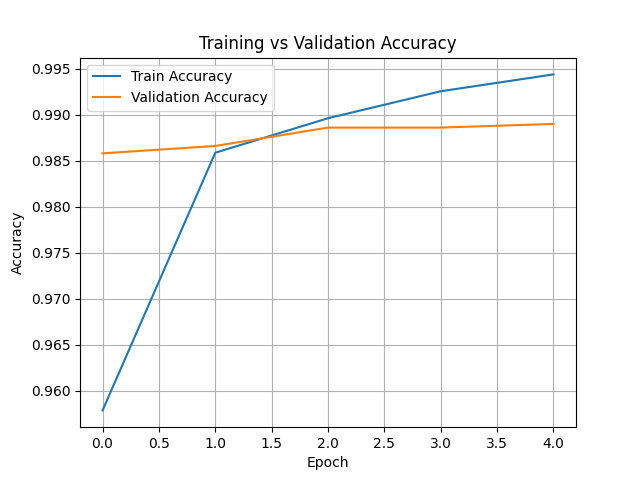 Training vs Validation Accuracy
Train Accuracy
Validation Accuracy
0.995
0.990
0.985
0.980
0.975
0.970
0.965
0.960
Accuracy
0.0 0.5 1.0 1.5 2.0 2.5 3.0 3.5 4.0
Epoch